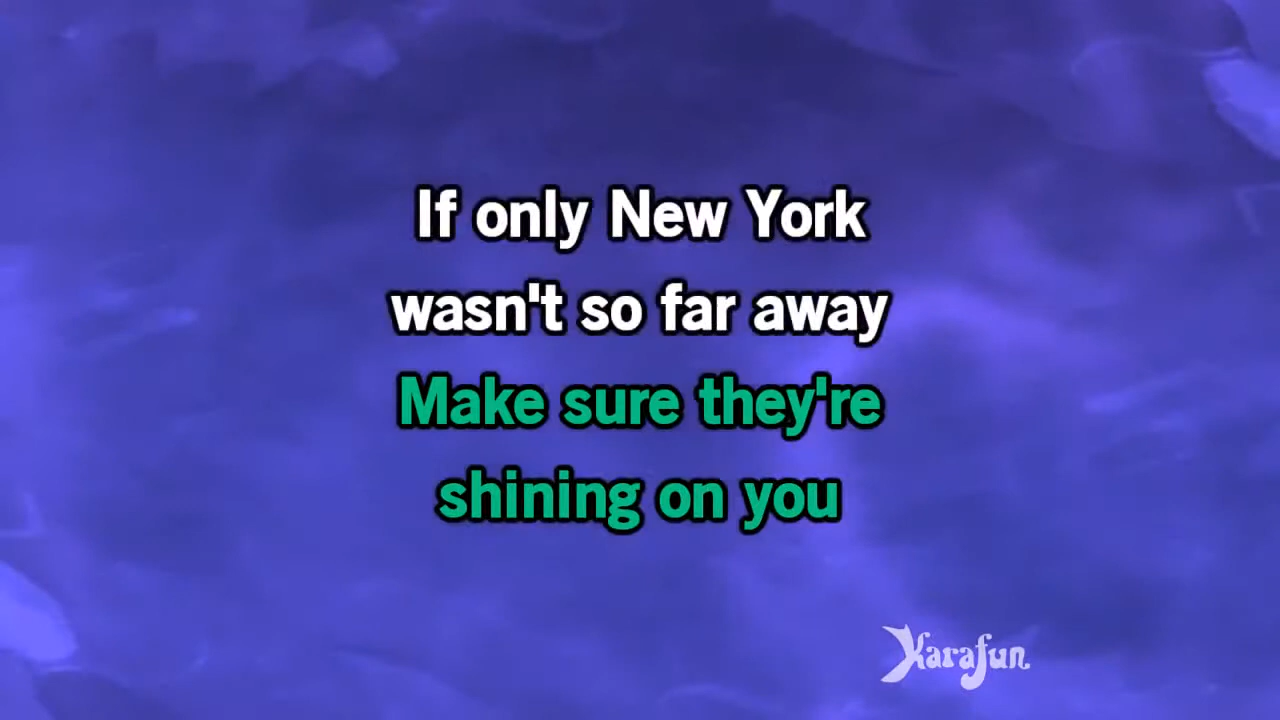 If only New York
wasn't so far away
Make sure they're
shining on you
Karafun